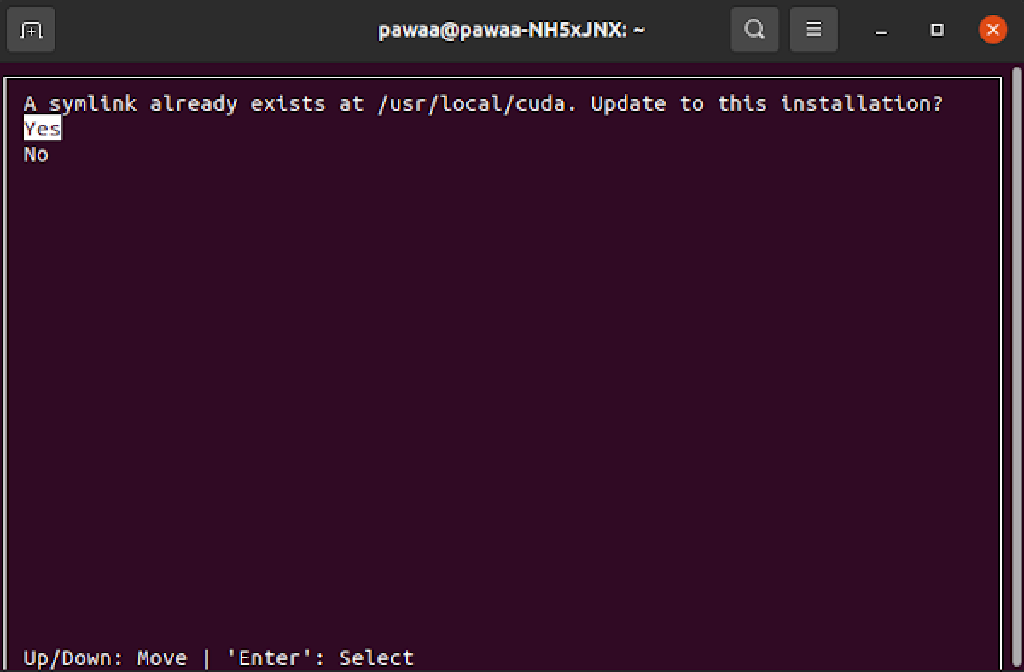 pawaa@pawaa-NH5xJNX: ~
A symlink already exists at /usr/local/cuda. Update to this installation?
Yes
No
Up/Down: Move | 'Enter': Select